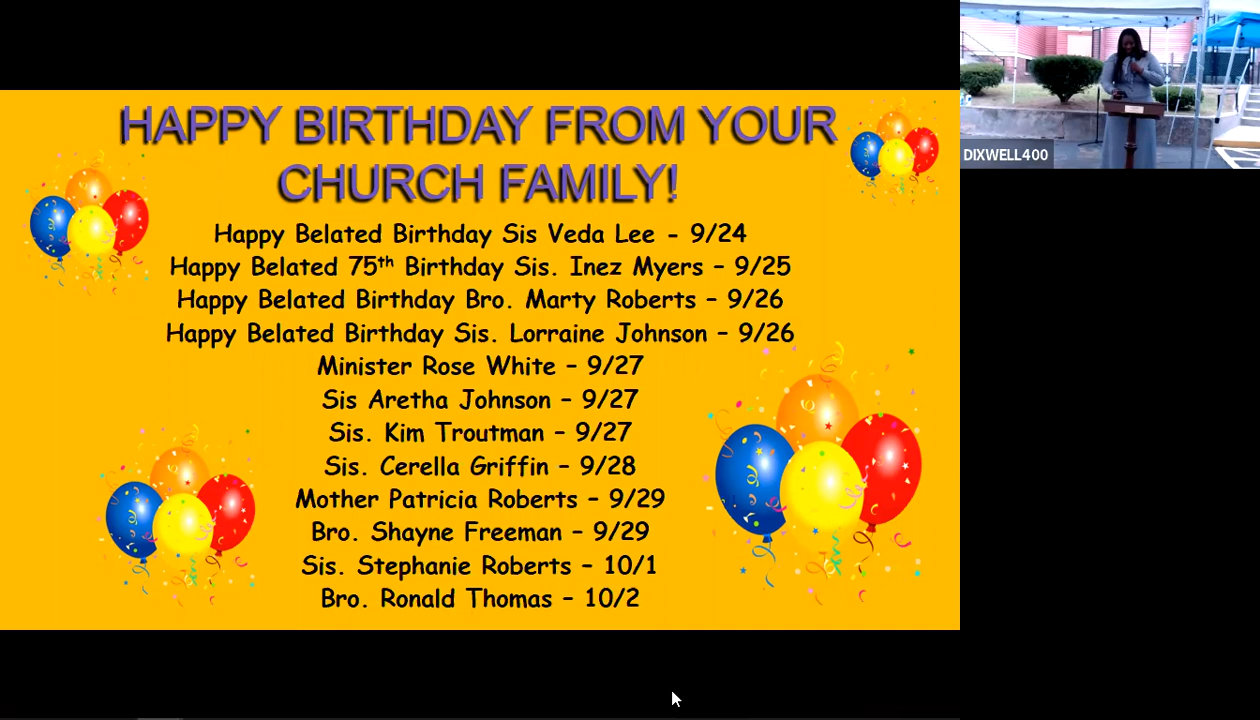 HAPPY BIRTHDAY FROM YOUR
CHURCH FAMILY!
Happy Belated Birthday Sis Veda Lee - 9/24
Happy Belated 75th Birthday Sis. Inez Myers – 9/25
Happy Belated Birthday Bro. Marty Roberts – 9/26
Happy Belated Birthday Sis. Lorraine Johnson – 9/26
Minister Rose White – 9/27
Sis Aretha Johnson – 9/27
Sis. Kim Troutman – 9/27
Sis. Cerella Griffin – 9/28
Mother Patricia Roberts – 9/29
Bro. Shayne Freeman – 9/29
Sis. Stephanie Roberts – 10/1
Bro. Ronald Thomas – 10/2
DIXWELL400